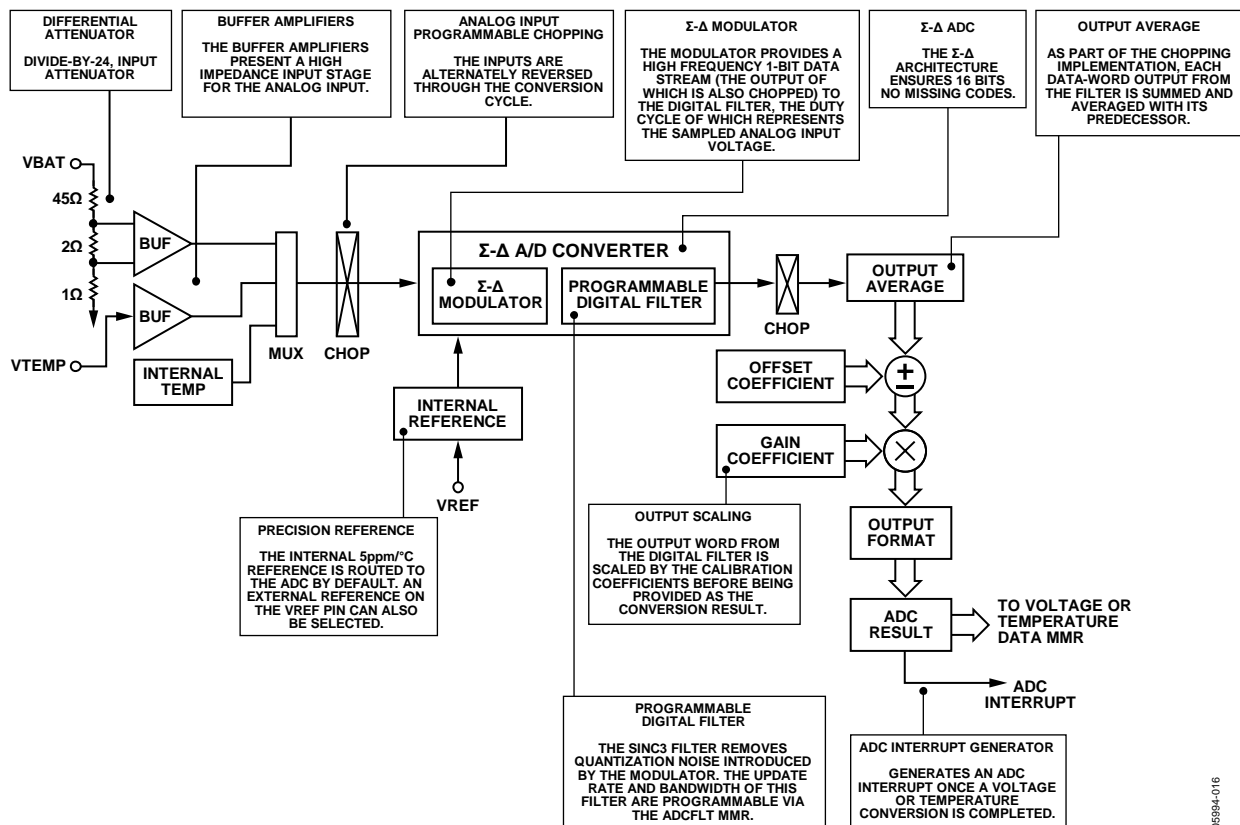 DIFFERENTIAL
ATTENUATOR
DIVIDE-BY-24, INPUT
ATTENUATOR
BUFFER AMPLIFIERS
THE BUFFER AMPLIFIERS
PRESENT A HIGH
IMPEDANCE INPUT STAGE
FOR THE ANALOG INPUT.
ANALOG INPUT
PROGRAMMABLE CHOPPING
THE INPUTS ARE
ALTERNATELY REVERSED
THROUGH THE CONVERSION
CYCLE.
Σ-Δ MODULATOR
THE MODULATOR PROVIDES A
HIGH FREQUENCY 1-BIT DATA
STREAM (THE OUTPUT OF
WHICH IS ALSO CHOPPED) TO
THE DIGITAL FILTER, THE DUTY
CYCLE OF WHICH REPRESENTS
THE SAMPLED ANALOG INPUT
VOLTAGE.
Σ-Δ ADC
THE Σ-Δ
ARCHITECTURE
ENSURES 16 BITS
NO MISSING CODES.
OUTPUT AVERAGE
AS PART OF THE CHOPPING
IMPLEMENTATION, EACH
DATA-WORD OUTPUT FROM
THE FILTER IS SUMMED AND
AVERAGED WITH ITS
PREDECESSOR.
VBAT
45Ω
2Ω
1Ω
BUF
BUF
VTEMP
INTERNAL
TEMP
MUX
CHOP
Σ-Δ A/D CONVERTER
Σ-Δ
MODULATOR
PROGRAMMABLE
DIGITAL FILTER
CHOP
OUTPUT
AVERAGE
INTERNAL
REFERENCE
VREF
OFFSET
COEFFICIENT
GAIN
COEFFICIENT
OUTPUT
FORMAT
ADC
RESULT
TO VOLTAGE OR
TEMPERATURE
DATA MMR
ADC
INTERRUPT
PRECISION REFERENCE
THE INTERNAL 5ppm/°C
REFERENCE IS ROUTED TO
THE ADC BY DEFAULT. AN
EXTERNAL REFERENCE ON
THE VREF PIN CAN ALSO
BE SELECTED.
OUTPUT SCALING
THE OUTPUT WORD FROM
THE DIGITAL FILTER IS
SCALED BY THE CALIBRATION
COEFFICIENTS BEFORE BEING
PROVIDED AS THE
CONVERSION RESULT.
PROGRAMMABLE
DIGITAL FILTER
THE SINC3 FILTER REMOVES
QUANTIZATION NOISE INTRODUCED
BY THE MODULATOR. THE UPDATE
RATE AND BANDWIDTH OF THIS
FILTER ARE PROGRAMMABLE VIA
THE ADCFLT MMR.
ADC INTERRUPT GENERATOR
GENERATES AN ADC
INTERRUPT ONCE A VOLTAGE
OR TEMPERATURE
CONVERSION IS COMPLETED.
05994-016